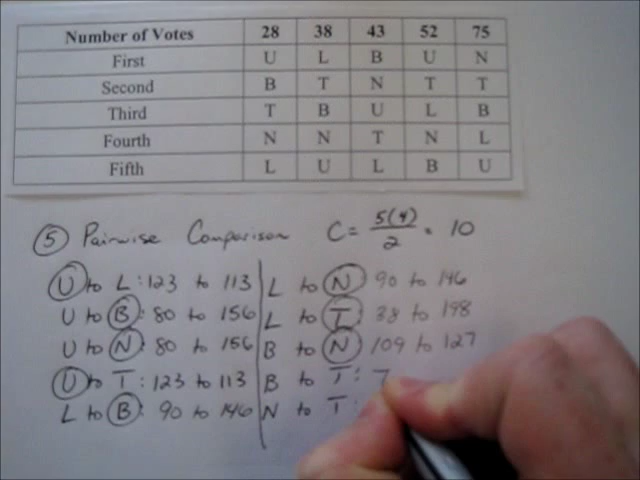 Number of Votes 28 38 43 52 75
First U L B U N
Second B T N T T
Third T B U L B
Fourth N N T N L
Fifth L U L B U
5 Pairwise Comparison C = 5(4)/2 = 10
U to L : 123 to 113
U to B : 80 to 156
U to N : 80 to 156
U to T : 123 to 113
L to B : 90 to 146
L to N 90 to 146
L to T : 38 to 198
B to N 109 to 127
B to T : 7
N to T :